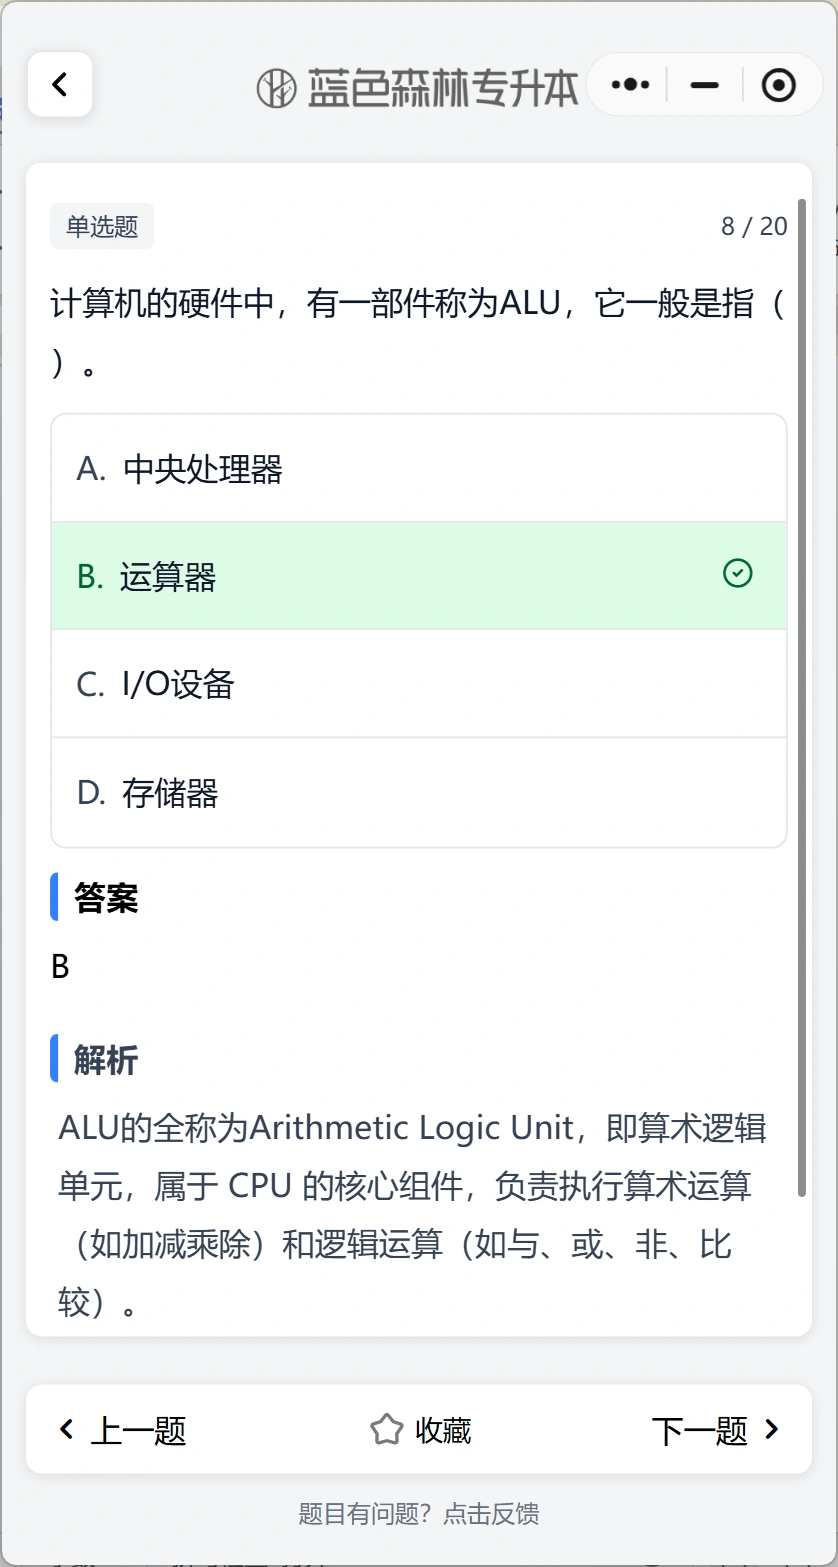 蓝色森林专升本
单选题
8 / 20
计算机的硬件中，有一部件称为ALU，它一般是指（
）。
A. 中央处理器
B. 运算器
C. I/O设备
D. 存储器
答案
B
解析
ALU的全称为Arithmetic Logic Unit，即算术逻辑
单元，属于 CPU 的核心组件，负责执行算术运算
（如加减乘除）和逻辑运算（如与、或、非、比
较）。
上一题
收藏
下一题
题目有问题？点击反馈